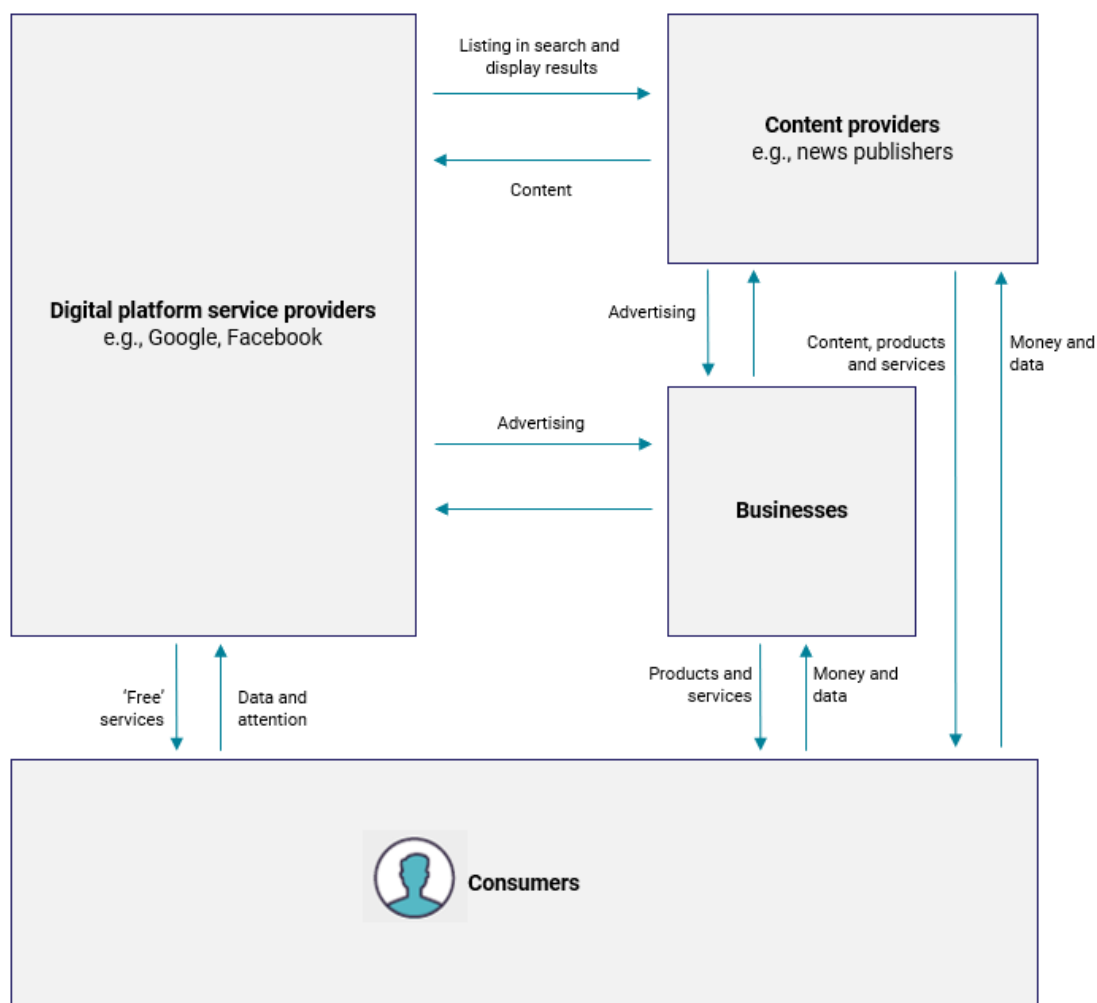 Listing in search and
display results
Content providers
e.g., news publishers
Content
Digital platform service providers
e.g., Google, Facebook
Advertising
Content, products
and services
Money and
data
Advertising
Businesses
Products and
services
Money and
data
‘Free’
services
Data and
attention
Consumers